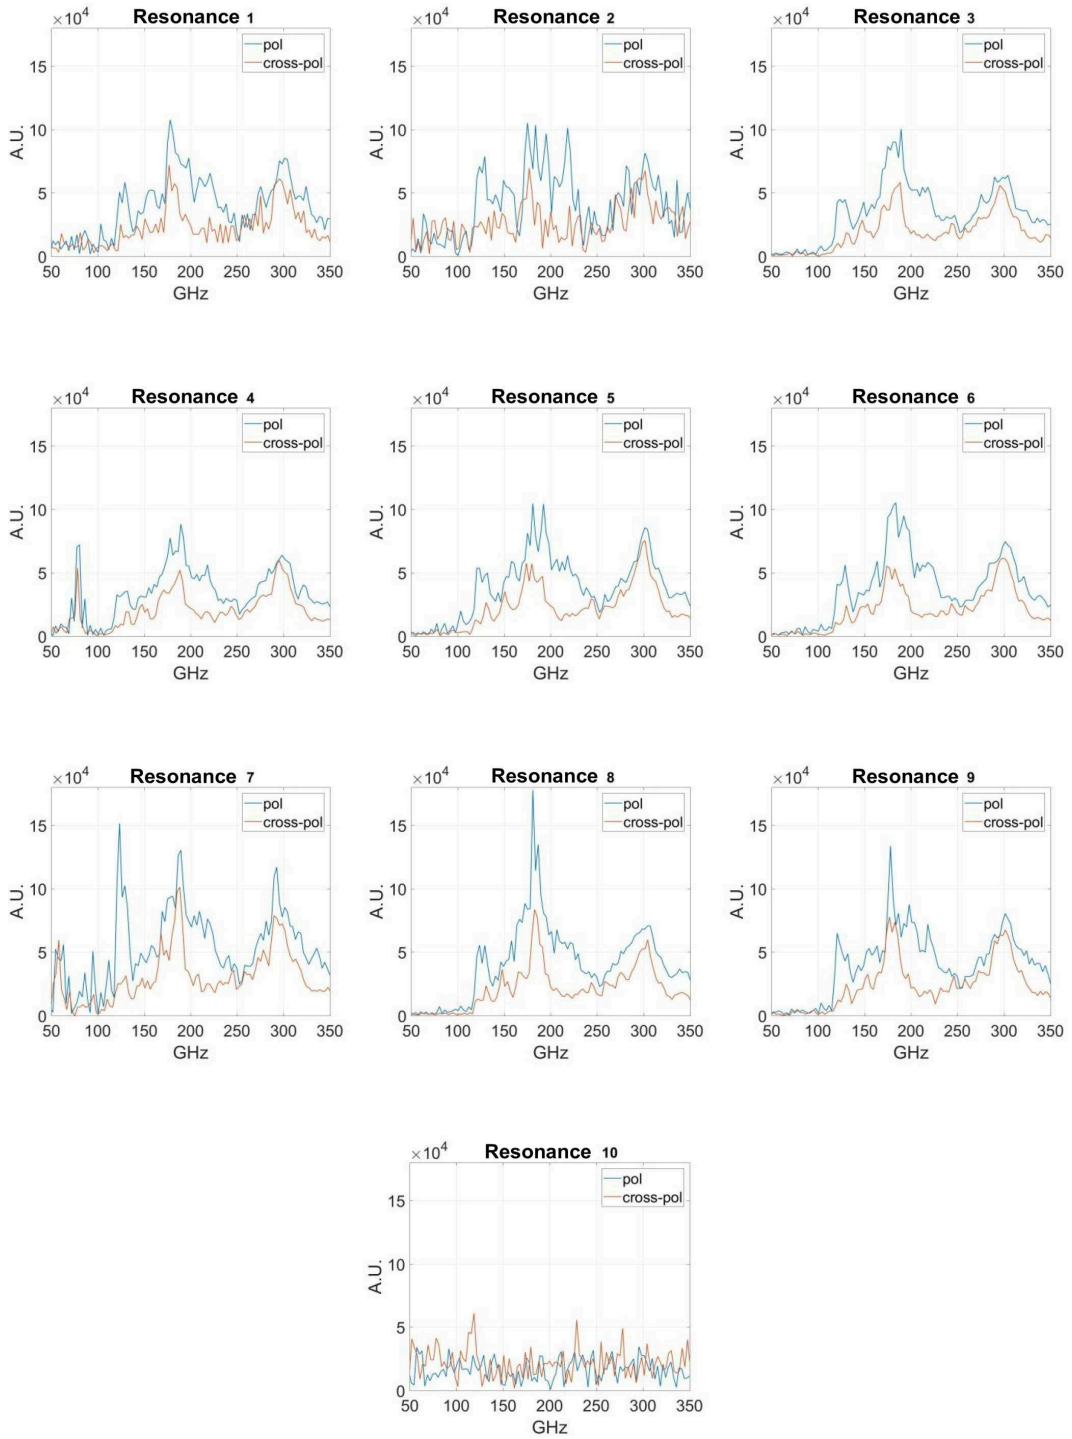 Resonance 1
×10⁴
pol
cross-pol
15
10
5
0
A.U.
50 100 150 200 250 300 350
GHz
Resonance 2
×10⁴
pol
cross-pol
15
10
5
0
A.U.
50 100 150 200 250 300 350
GHz
Resonance 3
×10⁴
pol
cross-pol
15
10
5
0
A.U.
50 100 150 200 250 300 350
GHz
Resonance 4
×10⁴
pol
cross-pol
15
10
5
0
A.U.
50 100 150 200 250 300 350
GHz
Resonance 5
×10⁴
pol
cross-pol
15
10
5
0
A.U.
50 100 150 200 250 300 350
GHz
Resonance 6
×10⁴
pol
cross-pol
15
10
5
0
A.U.
50 100 150 200 250 300 350
GHz
Resonance 7
×10⁴
pol
cross-pol
15
10
5
0
A.U.
50 100 150 200 250 300 350
GHz
Resonance 8
×10⁴
pol
cross-pol
15
10
5
0
A.U.
50 100 150 200 250 300 350
GHz
Resonance 9
×10⁴
pol
cross-pol
15
10
5
0
A.U.
50 100 150 200 250 300 350
GHz
Resonance 10
×10⁴
pol
cross-pol
15
10
5
0
A.U.
50 100 150 200 250 300 350
GHz